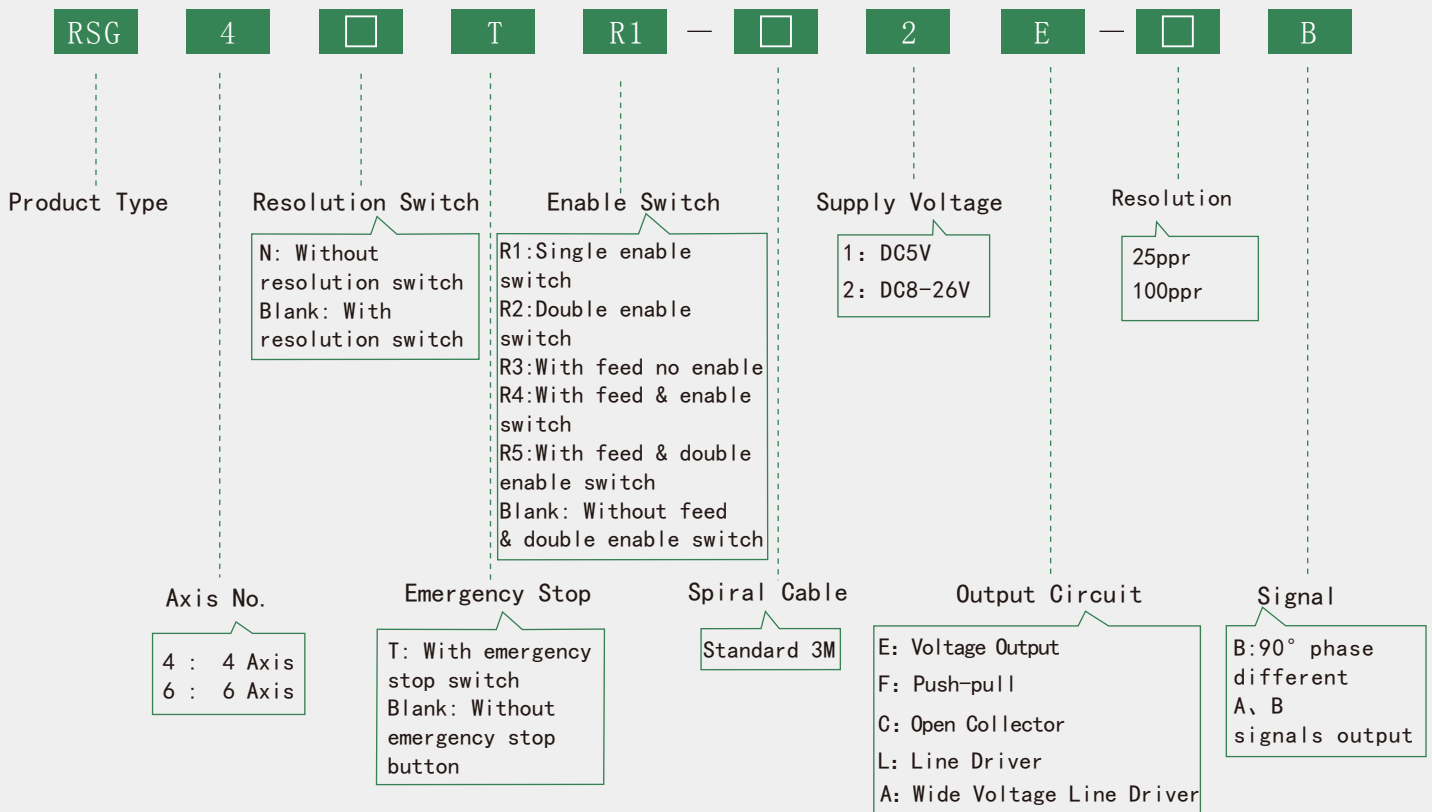 RSG 4 □ T R1 — □ 2 E — □ B
Product Type
Resolution Switch
N: Without
resolution switch
Blank: With
resolution switch
Enable Switch
R1:Single enable
switch
R2:Double enable
switch
R3:With feed no enable
R4:With feed & enable
switch
R5:With feed & double
enable switch
Blank: Without feed
& double enable switch
Supply Voltage
1: DC5V
2: DC8-26V
Resolution
25ppr
100ppr
Axis No.
4 : 4 Axis
6 : 6 Axis
Emergency Stop
T: With emergency
stop switch
Blank: Without
emergency stop
button
Spiral Cable
Standard 3M
Output Circuit
E: Voltage Output
F: Push-pull
C: Open Collector
L: Line Driver
A: Wide Voltage Line Driver
Signal
B:90° phase
different
A、B
signals output